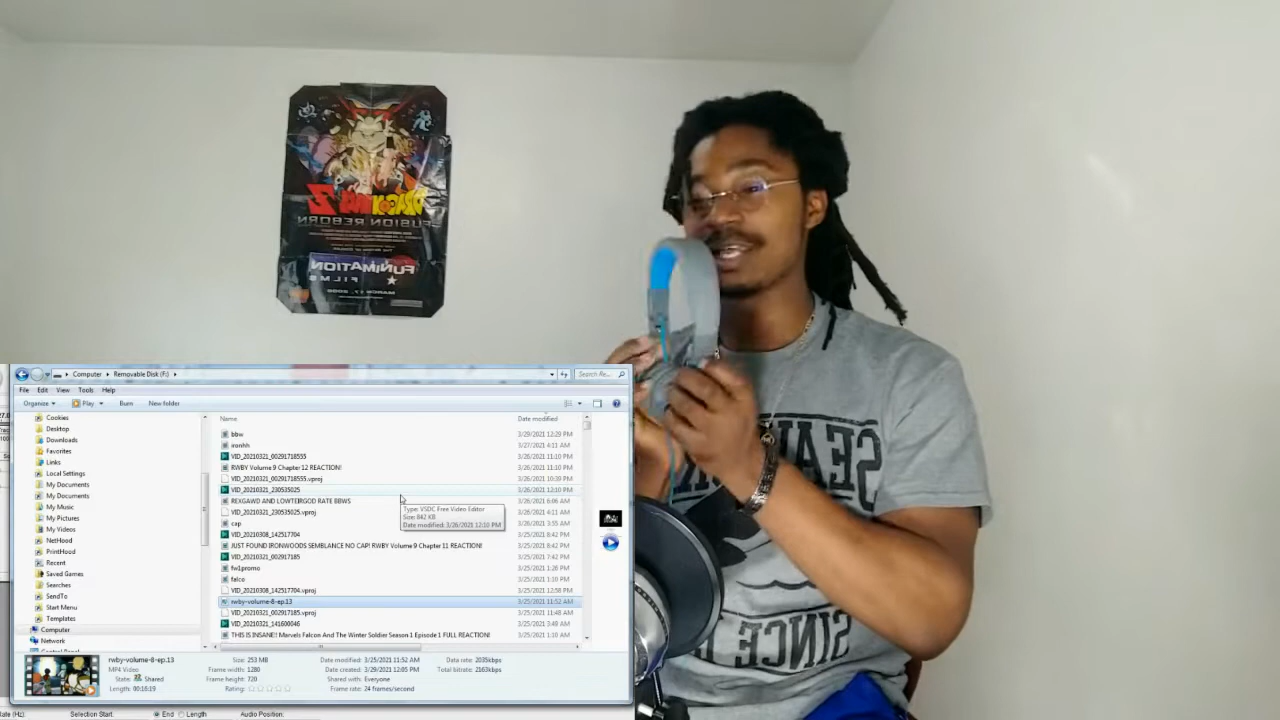 DRAGON BALL Z
FUSION REBORN
FUNIMATION
FILMS
SEAN
SINCE
Computer ▸ Removable Disk (F:) ▸
Search Re...
File Edit View Tools Help
Organize ▾ Play ▾ Burn New folder
Name Date modified
Cookies
Desktop
Downloads
Favorites
Links
Local Settings
My Documents
My Documents
My Music
My Pictures
My Videos
NetHood
PrintHood
Recent
Saved Games
Searches
SendTo
Start Menu
Templates
Computer
Network
bbw 3/29/2021 12:29 PM
ironhh 3/27/2021 4:11 AM
VID_20210321_00291718555 3/26/2021 11:10 PM
RWBY Volume 9 Chapter 12 REACTION! 3/26/2021 11:10 PM
VID_20210321_00291718555.vproj 3/26/2021 10:39 PM
VID_20210321_230535025 3/26/2021 12:10 PM
REXGAWD AND LOWTEIRGOD RATE BBWS 3/26/2021 6:06 AM
VID_20210321_230535025.vproj 3/26/2021 4:11 AM
cap 3/26/2021 3:55 AM
VID_20210308_142517704 3/25/2021 8:42 PM
JUST FOUND IRONWOODS SEMBLANCE NO CAP! RWBY Volume 9 Chapter 11 REACTION! 3/25/2021 8:42 PM
VID_20210321_002917185 3/25/2021 7:42 PM
fw1promo 3/25/2021 1:26 PM
falco 3/25/2021 1:10 PM
VID_20210308_142517704.vproj 3/25/2021 12:58 PM
rwby-volume-8-ep.13 3/25/2021 11:52 AM
VID_20210321_002917185.vproj 3/25/2021 11:48 AM
VID_20210321_141600046 3/25/2021 3:49 AM
THIS IS INSANE!! Marvels Falcon And The Winter Soldier Season 1 Episode 1 FULL REACTION! 3/25/2021 1:10 AM
Type: VSDC Free Video Editor
Size: 842 KB
Date modified: 3/26/2021 12:10 PM
rwby-volume-8-ep.13 Size: 253 MB Date modified: 3/25/2021 11:52 AM Data rate: 2035kbps
MP4 Video Frame width: 1280 Date created: 3/29/2021 12:05 PM Total bitrate: 2163kbps
State: Shared Frame height: 720 Shared with: Everyone
Length: 00:16:19 Rating: Frame rate: 24 frames/second
Selection Start: End Length Audio Position: